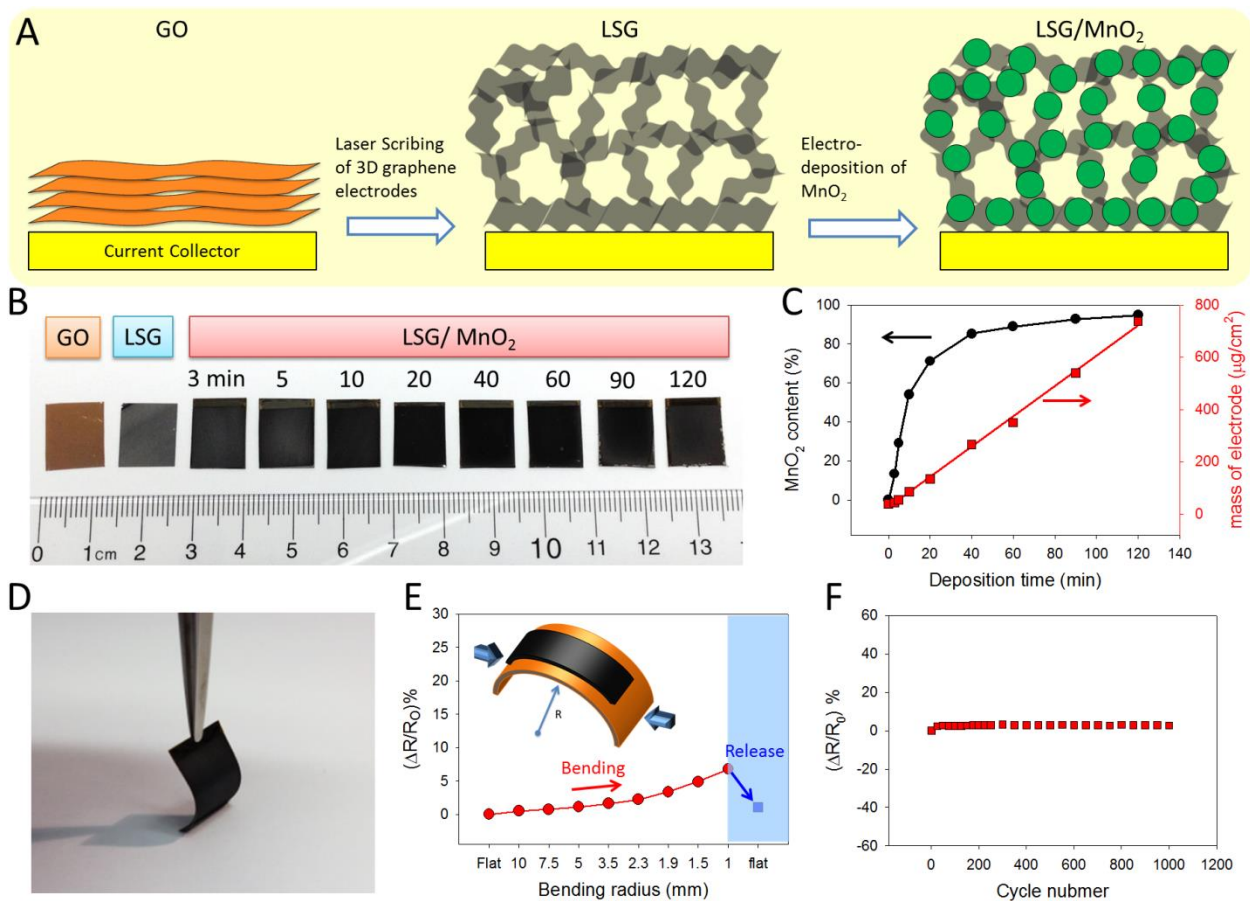 A
GO
LSG
LSG/MnO₂
Laser Scribing
of 3D graphene
electrodes
Electro-
deposition of
MnO₂
Current Collector
B
GO
LSG
LSG/ MnO₂
3 min 5 10 20 40 60 90 120
0 1 cm 2 3 4 5 6 7 8 9 10 11 12 13
C
MnO₂ content (%)
100
80
60
40
20
0
mass of electrode (μg/cm²)
800
600
400
200
0
0 20 40 60 80 100 120 140
Deposition time (min)
D
E
(ΔR/R₀)%
30
25
20
15
10
5
0
R
Bending
Release
Flat 10 7.5 5 3.5 2.3 1.9 1.5 1 flat
Bending radius (mm)
F
(ΔR/R₀) %
60
40
20
0
-20
-40
-60
0 200 400 600 800 1000 1200
Cycle nubmer